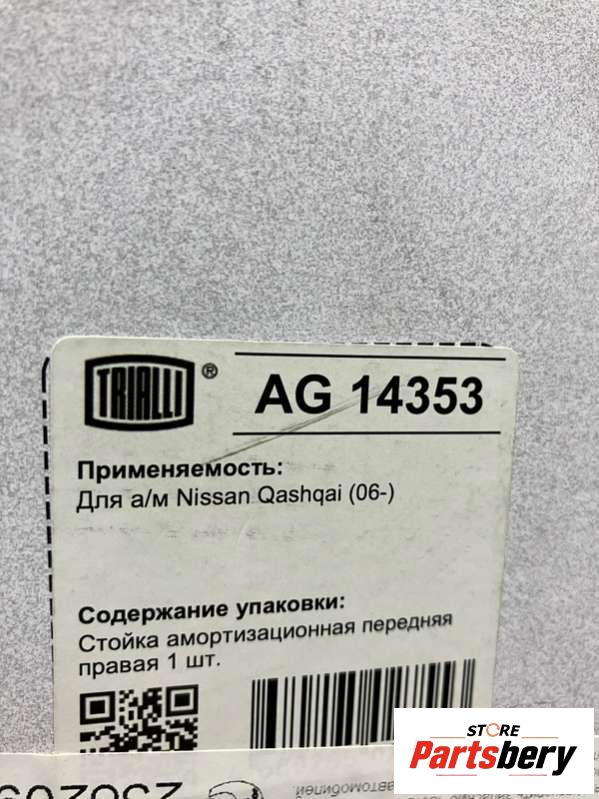 TRIALLI®
AG 14353
Применяемость:
Для а/м Nissan Qashqai (06-)
Содержание упаковки:
Стойка амортизационная передняя
правая 1 шт.
STORE
Partsbery